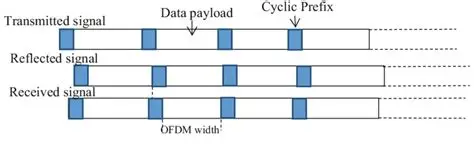 Transmitted signal
Data payload
Cyclic Prefix
Reflected signal
Received signal
OFDM width